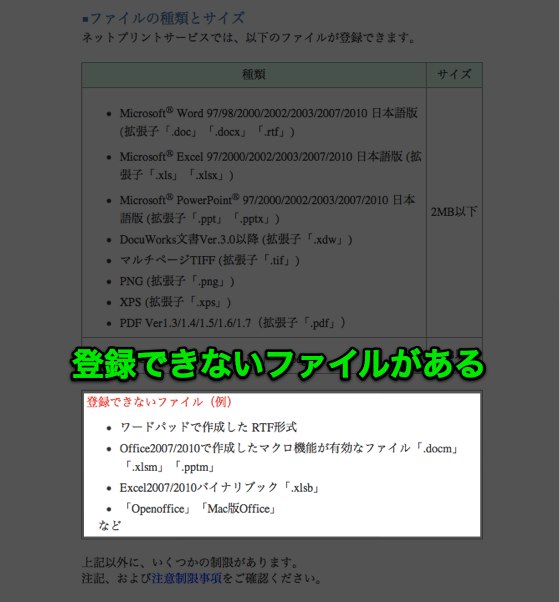 ■ファイルの種類とサイズ
ネットプリントサービスでは、以下のファイルが登録できます。
種類 サイズ
• Microsoft® Word 97/98/2000/2002/2003/2007/2010 日本語版
(拡張子「.doc」「.docx」「.rtf」)
• Microsoft® Excel 97/2000/2002/2003/2007/2010 日本語版 (拡
張子「.xls」「.xlsx」)
• Microsoft® PowerPoint® 97/2000/2002/2003/2007/2010 日本
語版 (拡張子「.ppt」「.pptx」)
2MB以下
• DocuWorks文書Ver.3.0以降 (拡張子「.xdw」)
• マルチページTIFF (拡張子「.tif」)
• PNG (拡張子「.png」)
• XPS (拡張子「.xps」)
• PDF Ver1.3/1.4/1.5/1.6/1.7（拡張子「.pdf」）
登録できないファイルがある
登録できないファイル（例）
• ワードパッドで作成した RTF形式
• Office2007/2010で作成したマクロ機能が有効なファイル「.docm」
「.xlsm」「.pptm」
• Excel2007/2010バイナリブック「.xlsb」
• 「Openoffice」「Mac版Office」
など
上記以外に、いくつかの制限があります。
注記、および注意制限事項をご確認ください。